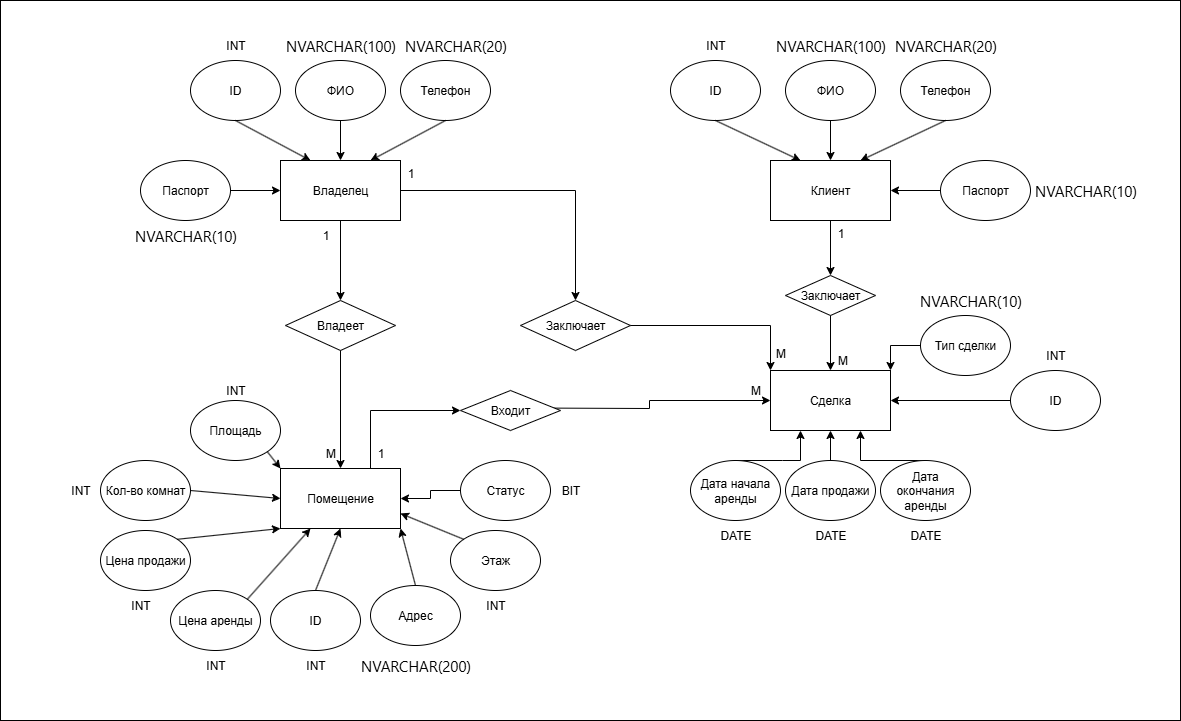 INT
NVARCHAR(100)
NVARCHAR(20)
INT
NVARCHAR(100)
NVARCHAR(20)
ID
ФИО
Телефон
ID
ФИО
Телефон
Паспорт
Владелец
1
Клиент
Паспорт
NVARCHAR(10)
NVARCHAR(10)
1
1
Владеет
Заключает
Заключает
NVARCHAR(10)
Тип сделки
M
M
INT
INT
Площадь
Входит
M
Сделка
ID
M
1
INT
Кол-во комнат
Помещение
Статус
BIT
Дата начала
аренды
Дата продажи
Дата
окончания
аренды
DATE
DATE
DATE
Цена продажи
Этаж
INT
INT
Цена аренды
ID
Адрес
INT
INT
NVARCHAR(200)